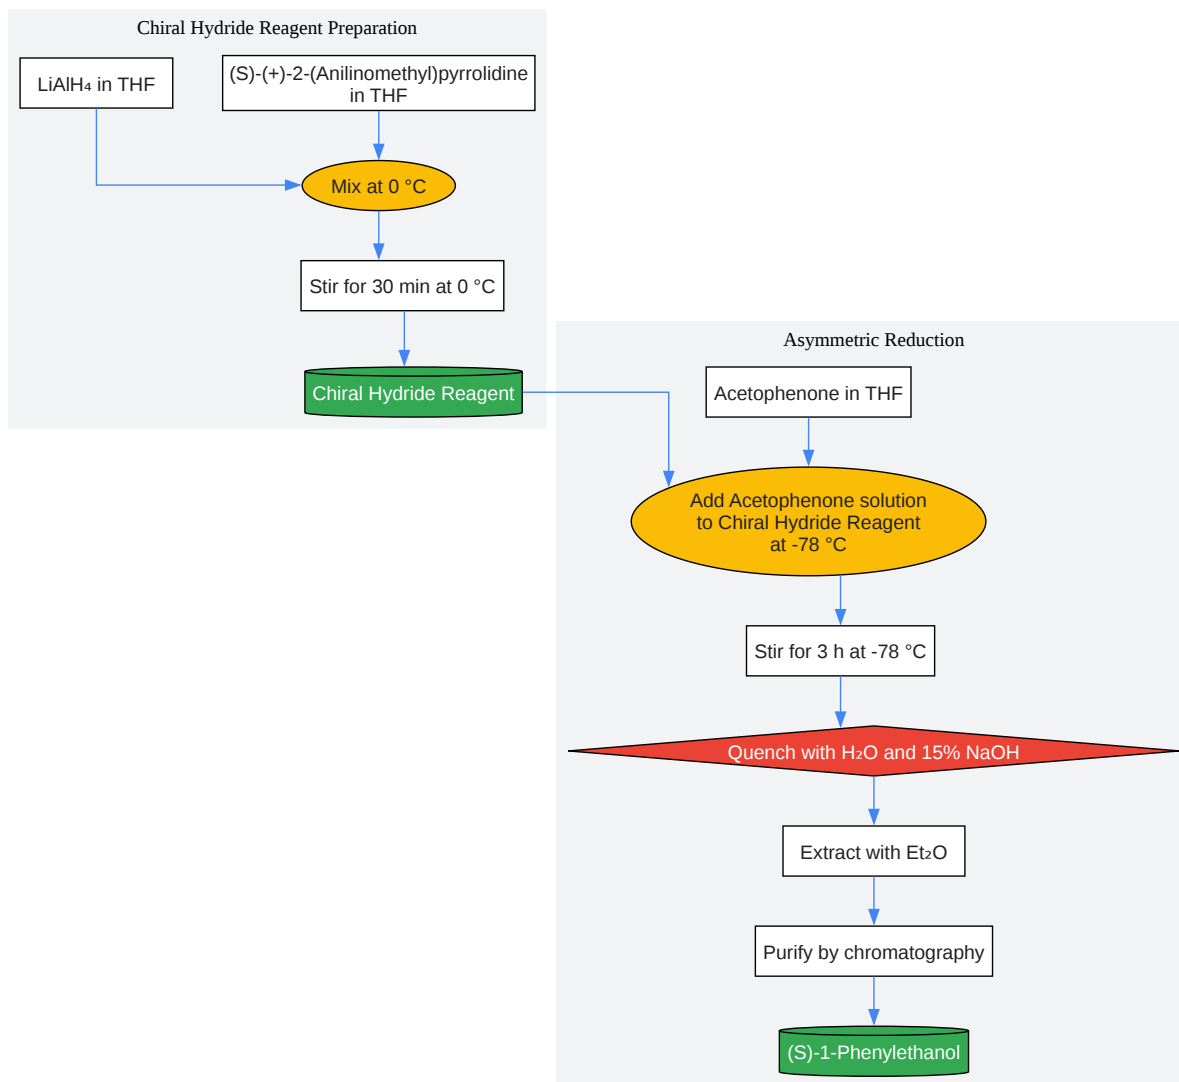 Chiral Hydride Reagent Preparation
LiAlH₄ in THF
(S)-(+)-2-(Anilinomethyl)pyrrolidine
in THF
Mix at 0 °C
Stir for 30 min at 0 °C
Chiral Hydride Reagent
Asymmetric Reduction
Acetophenone in THF
Add Acetophenone solution
to Chiral Hydride Reagent
at -78 °C
Stir for 3 h at -78 °C
Quench with H₂O and 15% NaOH
Extract with Et₂O
Purify by chromatography
(S)-1-Phenylethanol